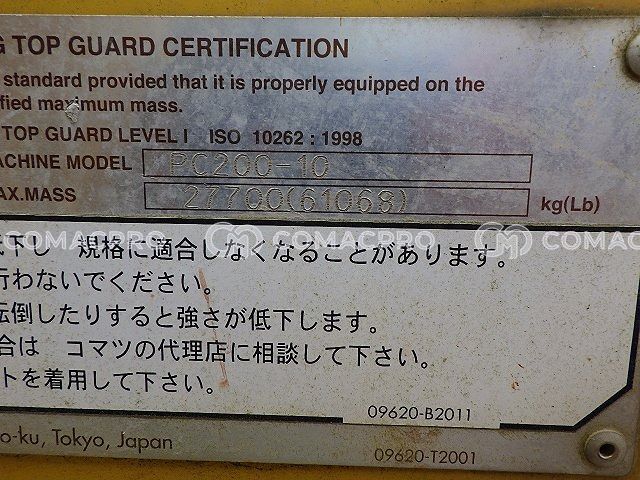 G TOP GUARD CERTIFICATION
standard provided that it is properly equipped on the
ified maximum mass.
TOP GUARD LEVEL I ISO 10262 : 1998
ACHINE MODEL PC200-10
AX.MASS 27700(61068) kg(Lb)
COMACPRO COMACPRO COMACPRO
低下し 規格に適合しなくなることがあります。
行わないでください。
転倒したりすると強さが低下します。
合は コマツの代理店に相談して下さい。
トを着用して下さい。
09620-B2011
o-ku, Tokyo, Japan
09620-T2001